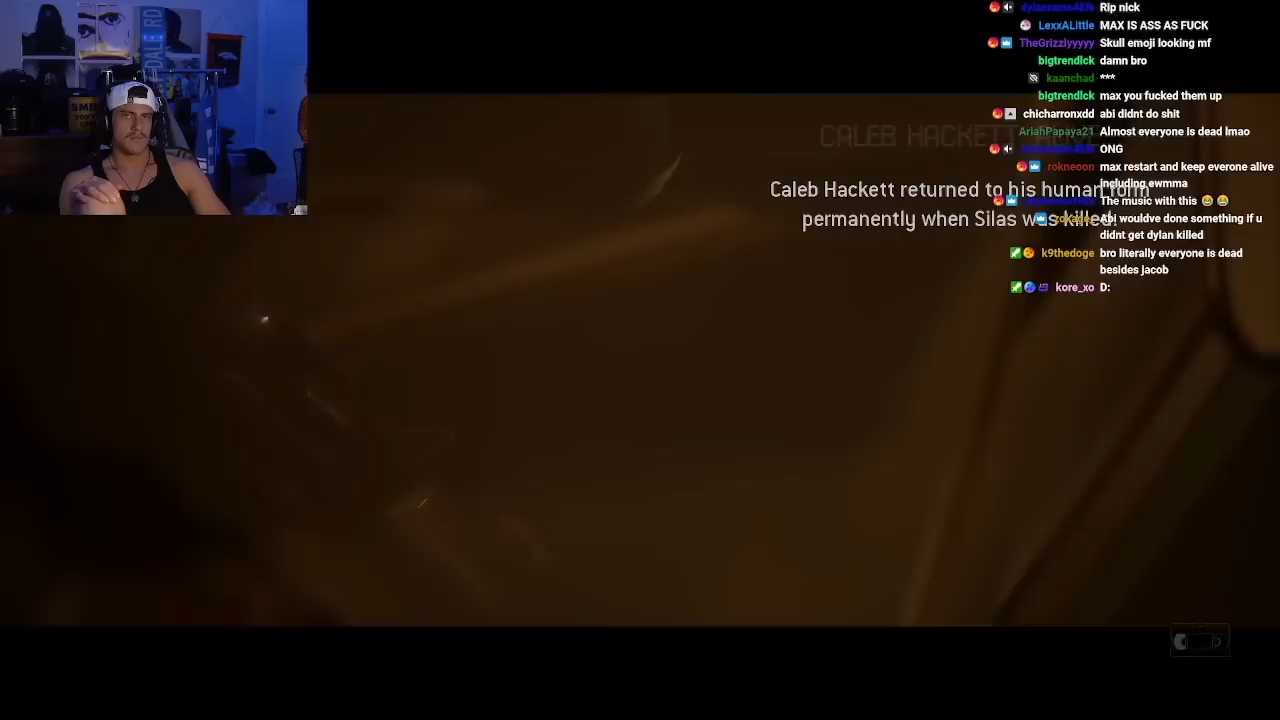 DALE RD
SMILE
dylanrams48fe Rip nick
LexxALittle MAX IS ASS AS FUCK
TheGrizzlyyyyy Skull emoji looking mf
bigtrendlck damn bro
kaanchad ***
bigtrendlck max you fucked them up
chicharronxdd abi didnt do shit
AriahPapaya21 Almost everyone is dead lmao
ONG
rokneoon max restart and keep everone alive
including ewmma
The music with this 😂 😂
Abi wouldve done something if u
didnt get dylan killed
k9thedoge bro literally everyone is dead
besides jacob
kore_xo D:
CALEB HACKETT
Caleb Hackett returned to his human form
permanently when Silas was killed.